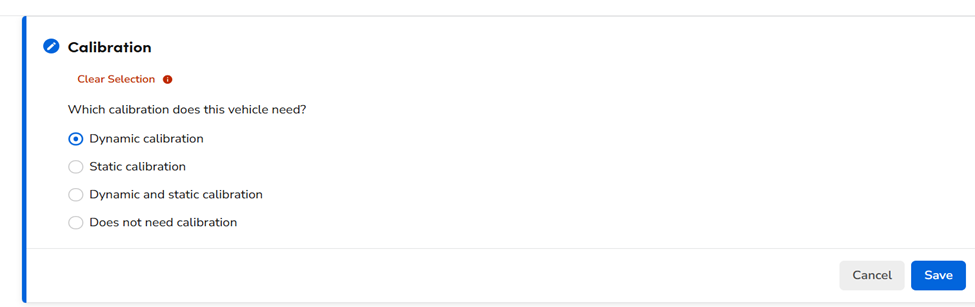 Calibration
Clear Selection
Which calibration does this vehicle need?
Dynamic calibration
Static calibration
Dynamic and static calibration
Does not need calibration
Cancel Save